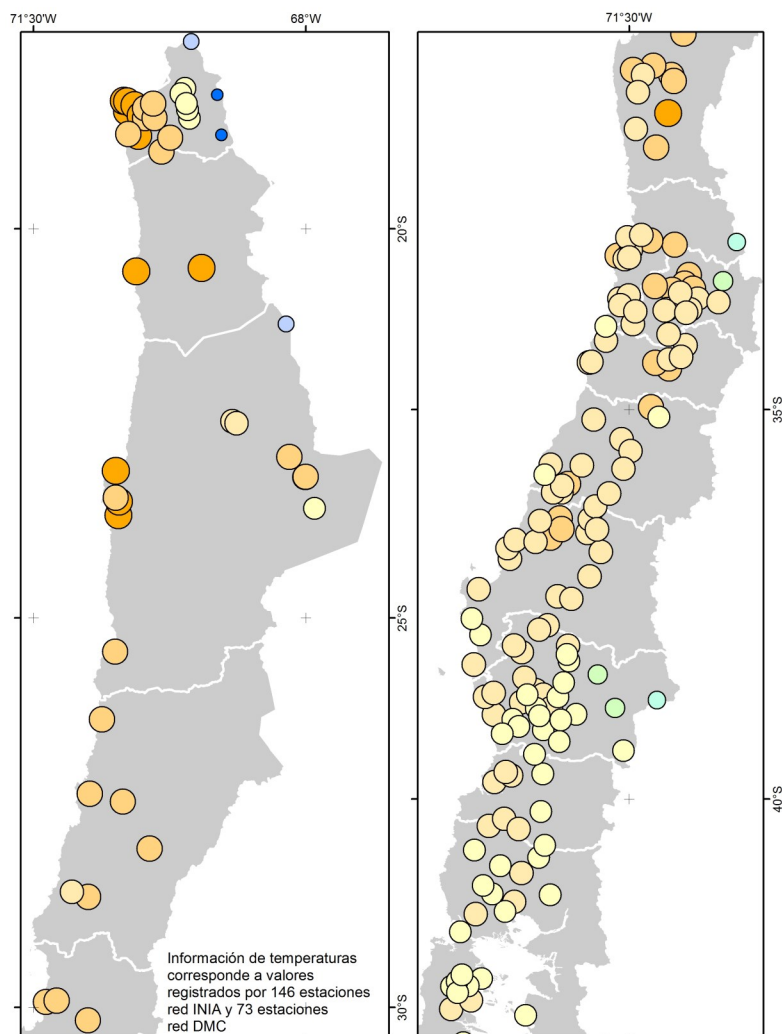 71°30'W
68°W
71°30'W
20°S
25°S
30°S
35°S
40°S
Información de temperaturas
corresponde a valores
registrados por 146 estaciones
red INIA y 73 estaciones
red DMC